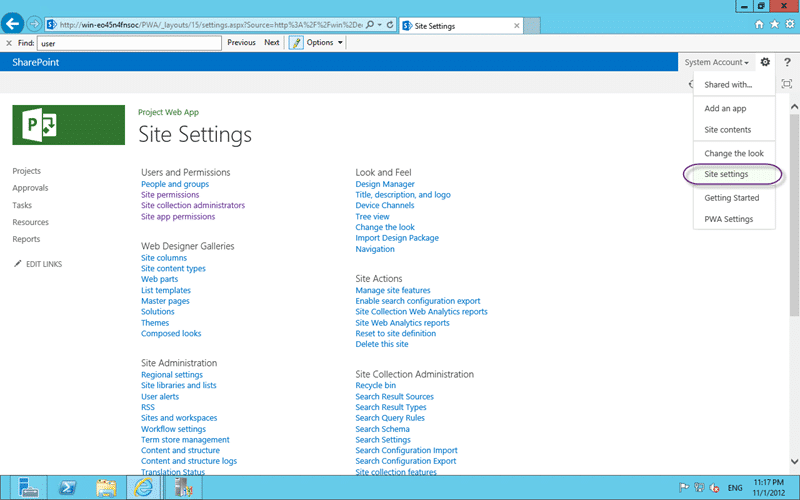 http://win-eo45n4fnsoc/PWA/_layouts/15/settings.aspx?Source=http%3A%2F%2Fwin%2De
Site Settings
Find: user
Previous Next Options
SharePoint
System Account
?
Shared with...
Add an app
Site contents
Change the look
Site settings
Getting Started
PWA Settings
P
Project Web App
Site Settings
Projects
Approvals
Tasks
Resources
Reports
EDIT LINKS
Users and Permissions
People and groups
Site permissions
Site collection administrators
Site app permissions
Web Designer Galleries
Site columns
Site content types
Web parts
List templates
Master pages
Solutions
Themes
Composed looks
Site Administration
Regional settings
Site libraries and lists
User alerts
RSS
Sites and workspaces
Workflow settings
Term store management
Content and structure
Content and structure logs
Translation Status
Look and Feel
Design Manager
Title, description, and logo
Device Channels
Tree view
Change the look
Import Design Package
Navigation
Site Actions
Manage site features
Enable search configuration export
Site Collection Web Analytics reports
Site Web Analytics reports
Reset to site definition
Delete this site
Site Collection Administration
Recycle bin
Search Result Sources
Search Result Types
Search Query Rules
Search Schema
Search Settings
Search Configuration Import
Search Configuration Export
Site collection features
ENG
11:17 PM
11/1/2012